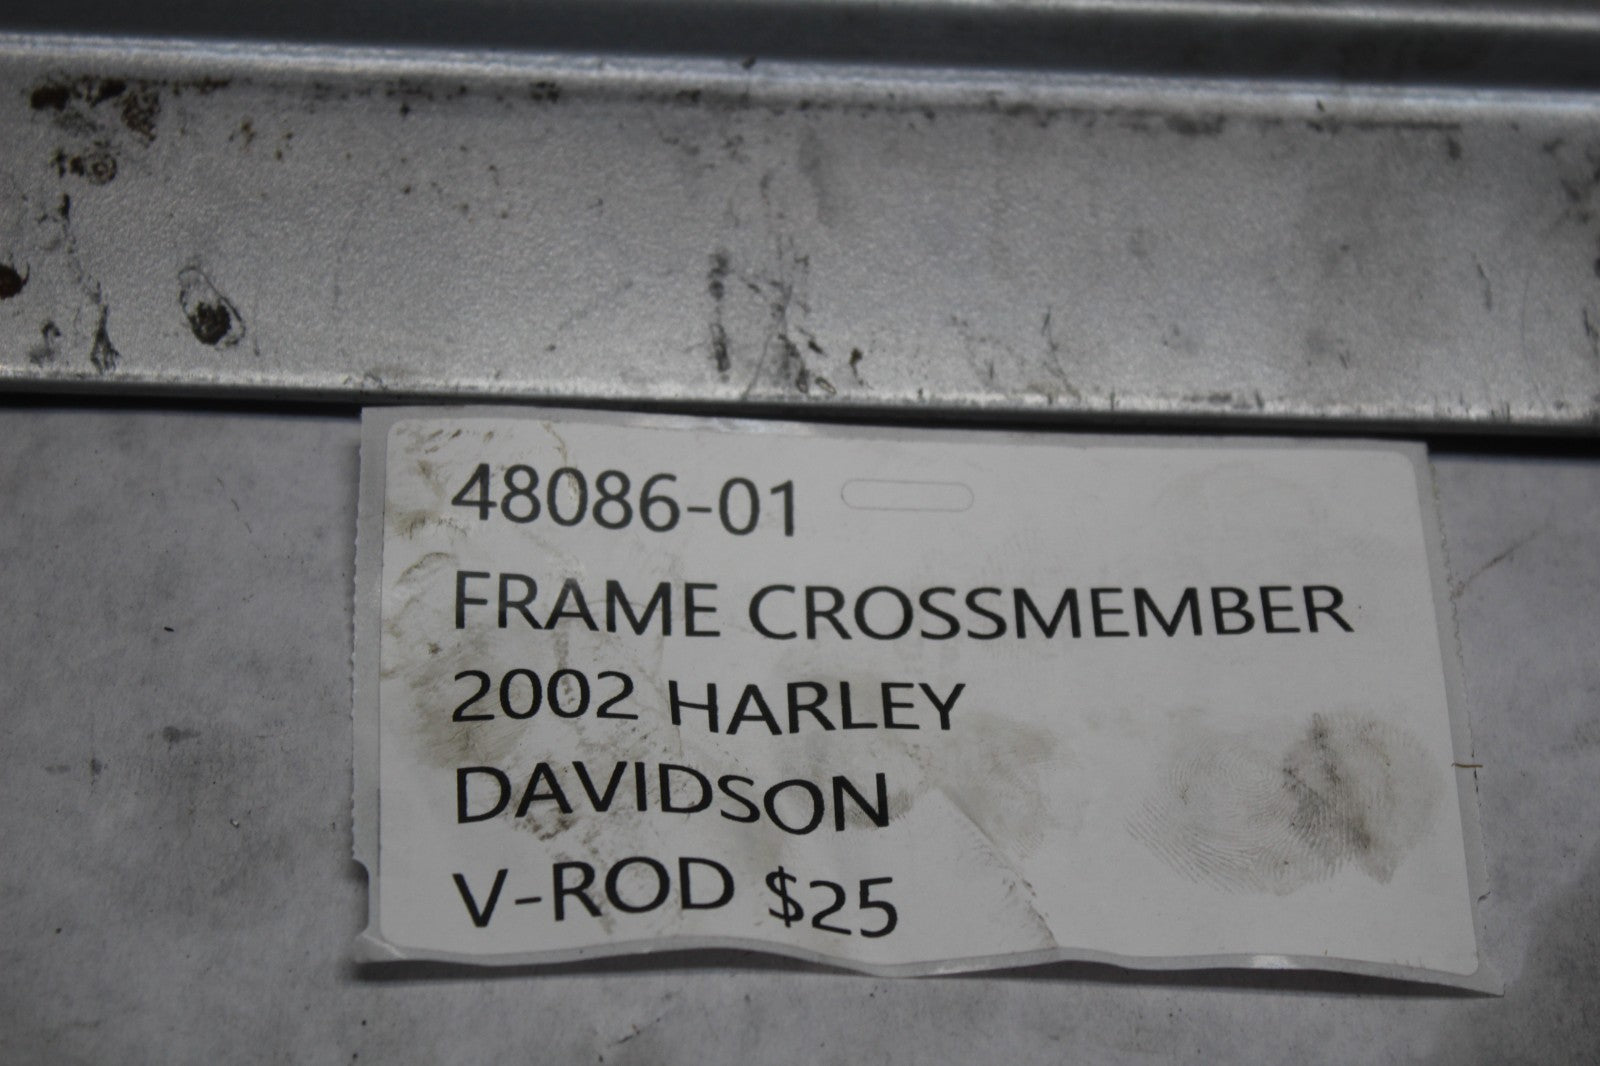 48086-01
FRAME CROSSMEMBER
2002 HARLEY
DAVIDSON
V-ROD $25